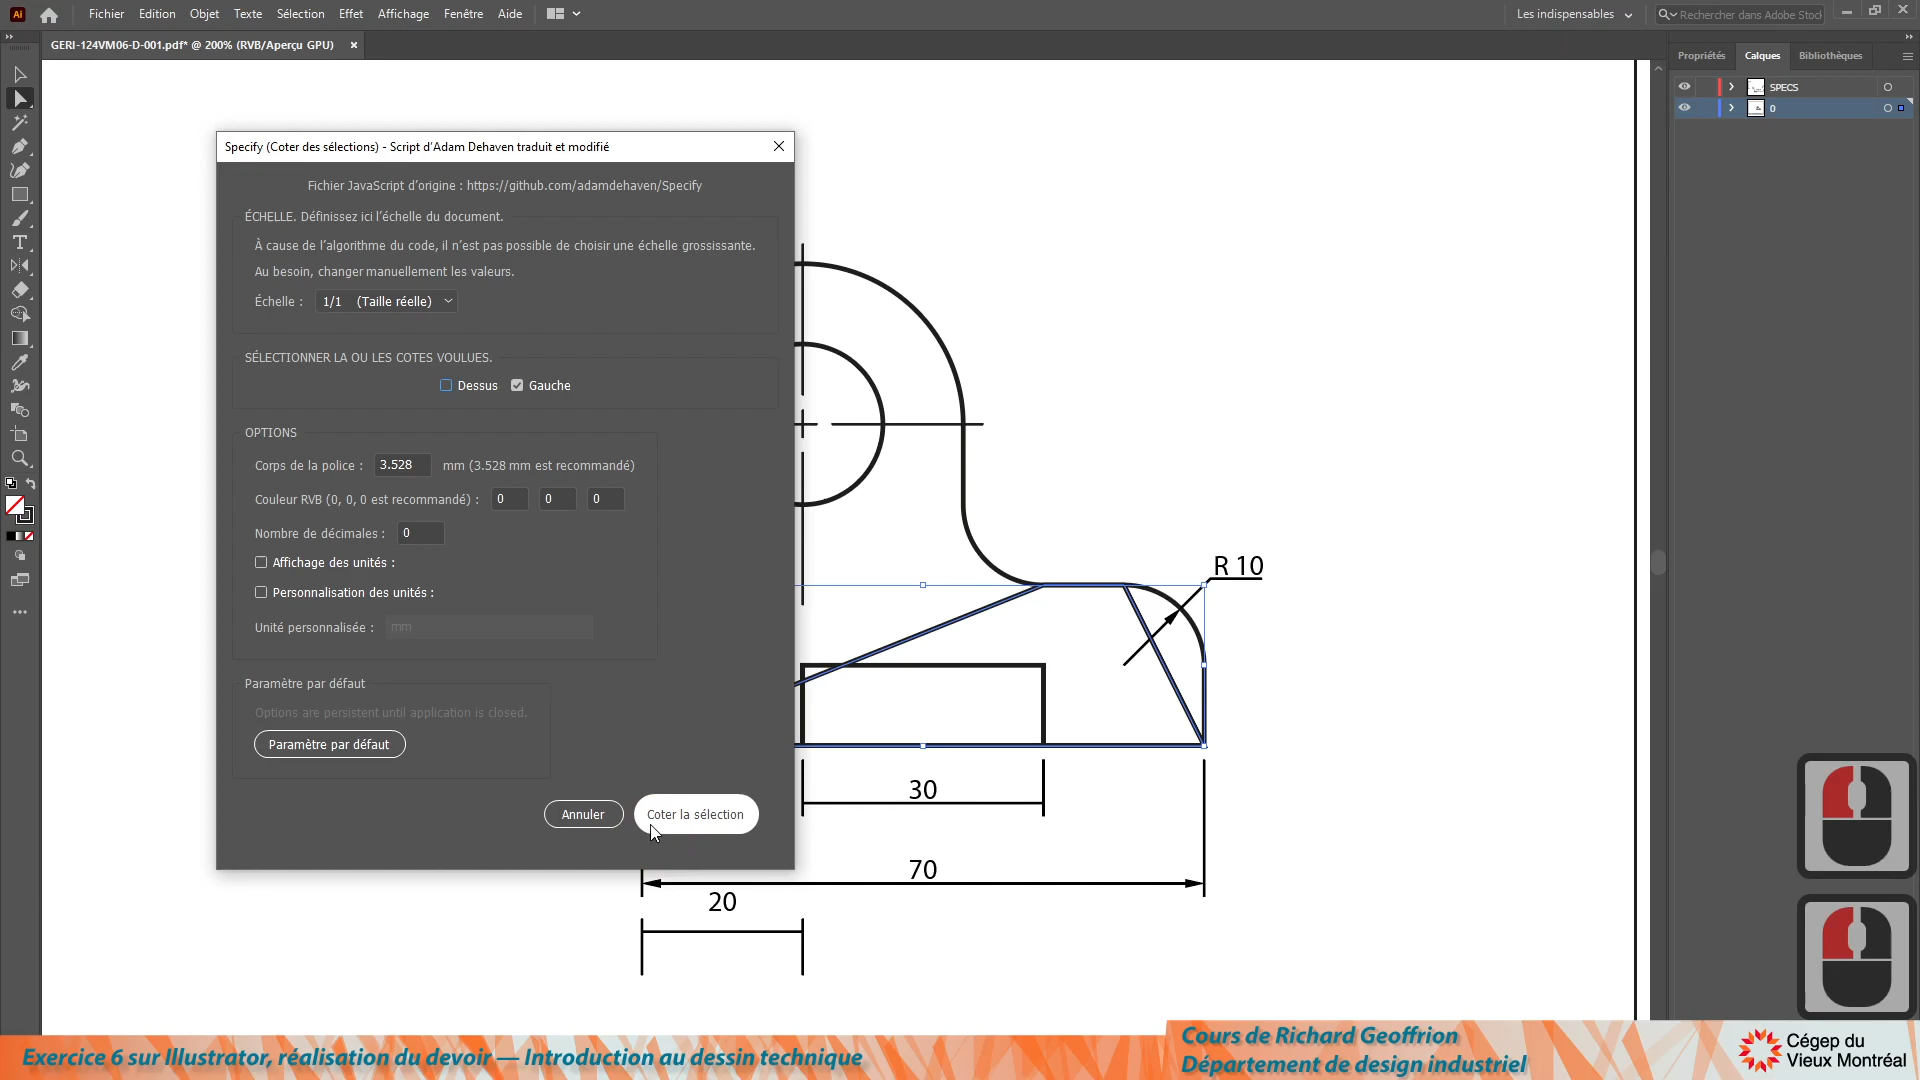 Ai
Fichier Edition Objet Texte Sélection Effet Affichage Fenêtre Aide
Les indispensables
Rechercher dans Adobe Stock
GERI-124VM06-D-001.pdf* @ 200% (RVB/Aperçu GPU)
Propriétés Calques Bibliothèques
SPECS
0
Specify (Coter des sélections) - Script d'Adam Dehaven traduit et modifié
Fichier JavaScript d'origine : https://github.com/adamdehaven/Specify
ÉCHELLE. Définissez ici l'échelle du document.
À cause de l'algorithme du code, il n'est pas possible de choisir une échelle grossissante.
Au besoin, changer manuellement les valeurs.
Échelle : 1/1 (Taille réelle)
SÉLECTIONNER LA OU LES COTES VOULUES.
Dessus Gauche
OPTIONS
Corps de la police : 3.528 mm (3.528 mm est recommandé)
Couleur RVB (0, 0, 0 est recommandé) : 0 0 0
Nombre de décimales : 0
Affichage des unités :
Personnalisation des unités :
Unité personnalisée : mm
Paramètre par défaut
Options are persistent until application is closed.
Paramètre par défaut
Annuler Coter la sélection
R 10
30
70
20
Exercice 6 sur Illustrator, réalisation du devoir — Introduction au dessin technique
Cours de Richard Geoffrion
Département de design industriel
Cégep du
Vieux Montréal